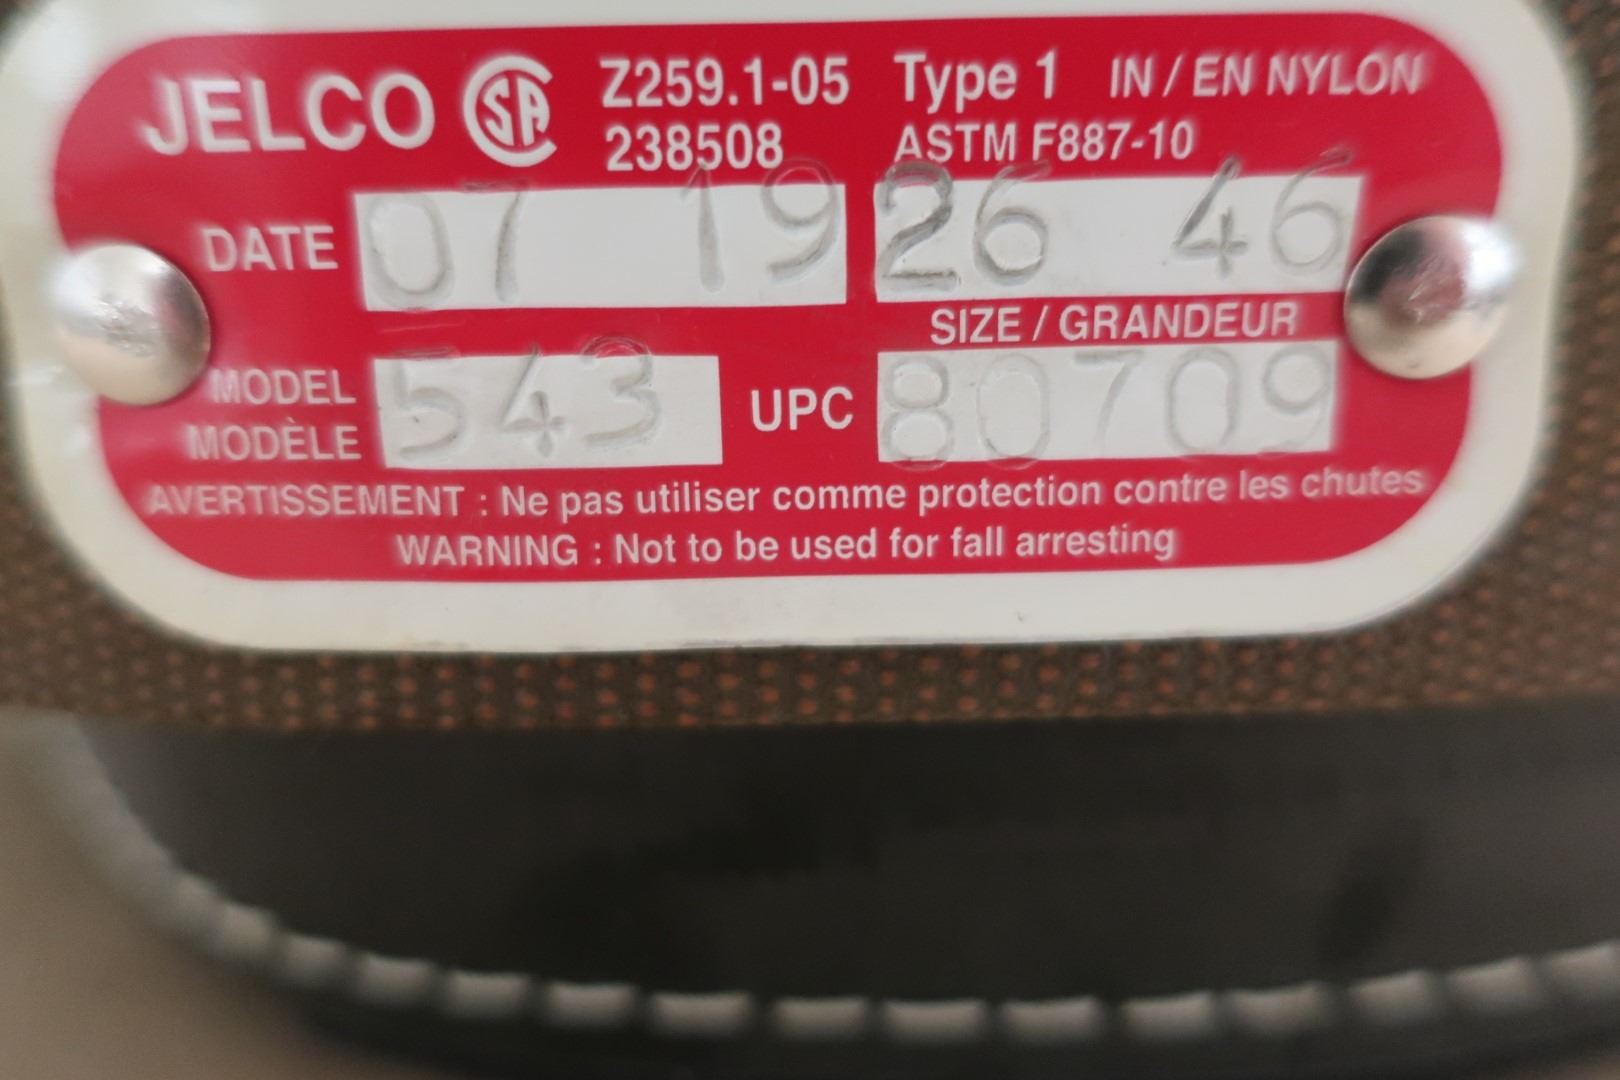 JELCO CSA Z259.1-05 Type 1 IN / EN NYLON
238508 ASTM F887-10
DATE 07 19 26 46
SIZE / GRANDEUR
MODEL
MODÈLE 543 UPC 80709
AVERTISSEMENT : Ne pas utiliser comme protection contre les chutes
WARNING : Not to be used for fall arresting